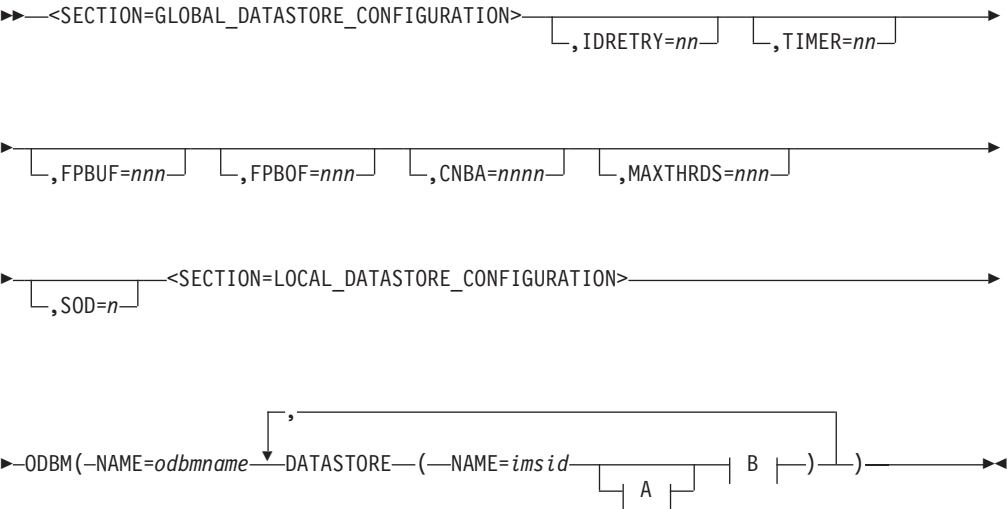 <SECTION=GLOBAL_DATASTORE_CONFIGURATION>
,IDRETRY=nn ,TIMER=nn
,FPBUF=nnn ,FPBOF=nnn ,CNBA=nnnn ,MAXTHRDS=nnn
<SECTION=LOCAL_DATASTORE_CONFIGURATION>
,SOD=n
,
ODBM( NAME=odbmname DATASTORE ( NAME=imsid B ) )
A